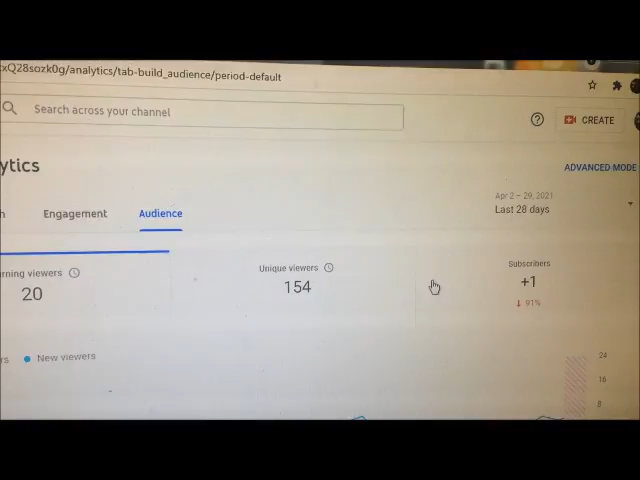 xQ28sozk0g/analytics/tab-build_audience/period-default
Search across your channel
CREATE
ytics
ADVANCED MODE
Apr 2 – 29, 2021
Last 28 days
h
Engagement
Audience
rning viewers
20
Unique viewers
154
Subscribers
+1
91%
rs
New viewers
24
16
8